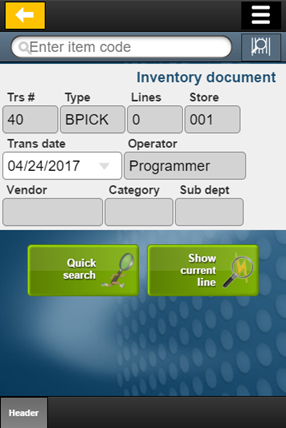 Enter item code
Inventory document
Trs # Type Lines Store
40 BPICK 0 001
Trans date Operator
04/24/2017 Programmer
Vendor Category Sub dept
Quick search
Show current line
Header